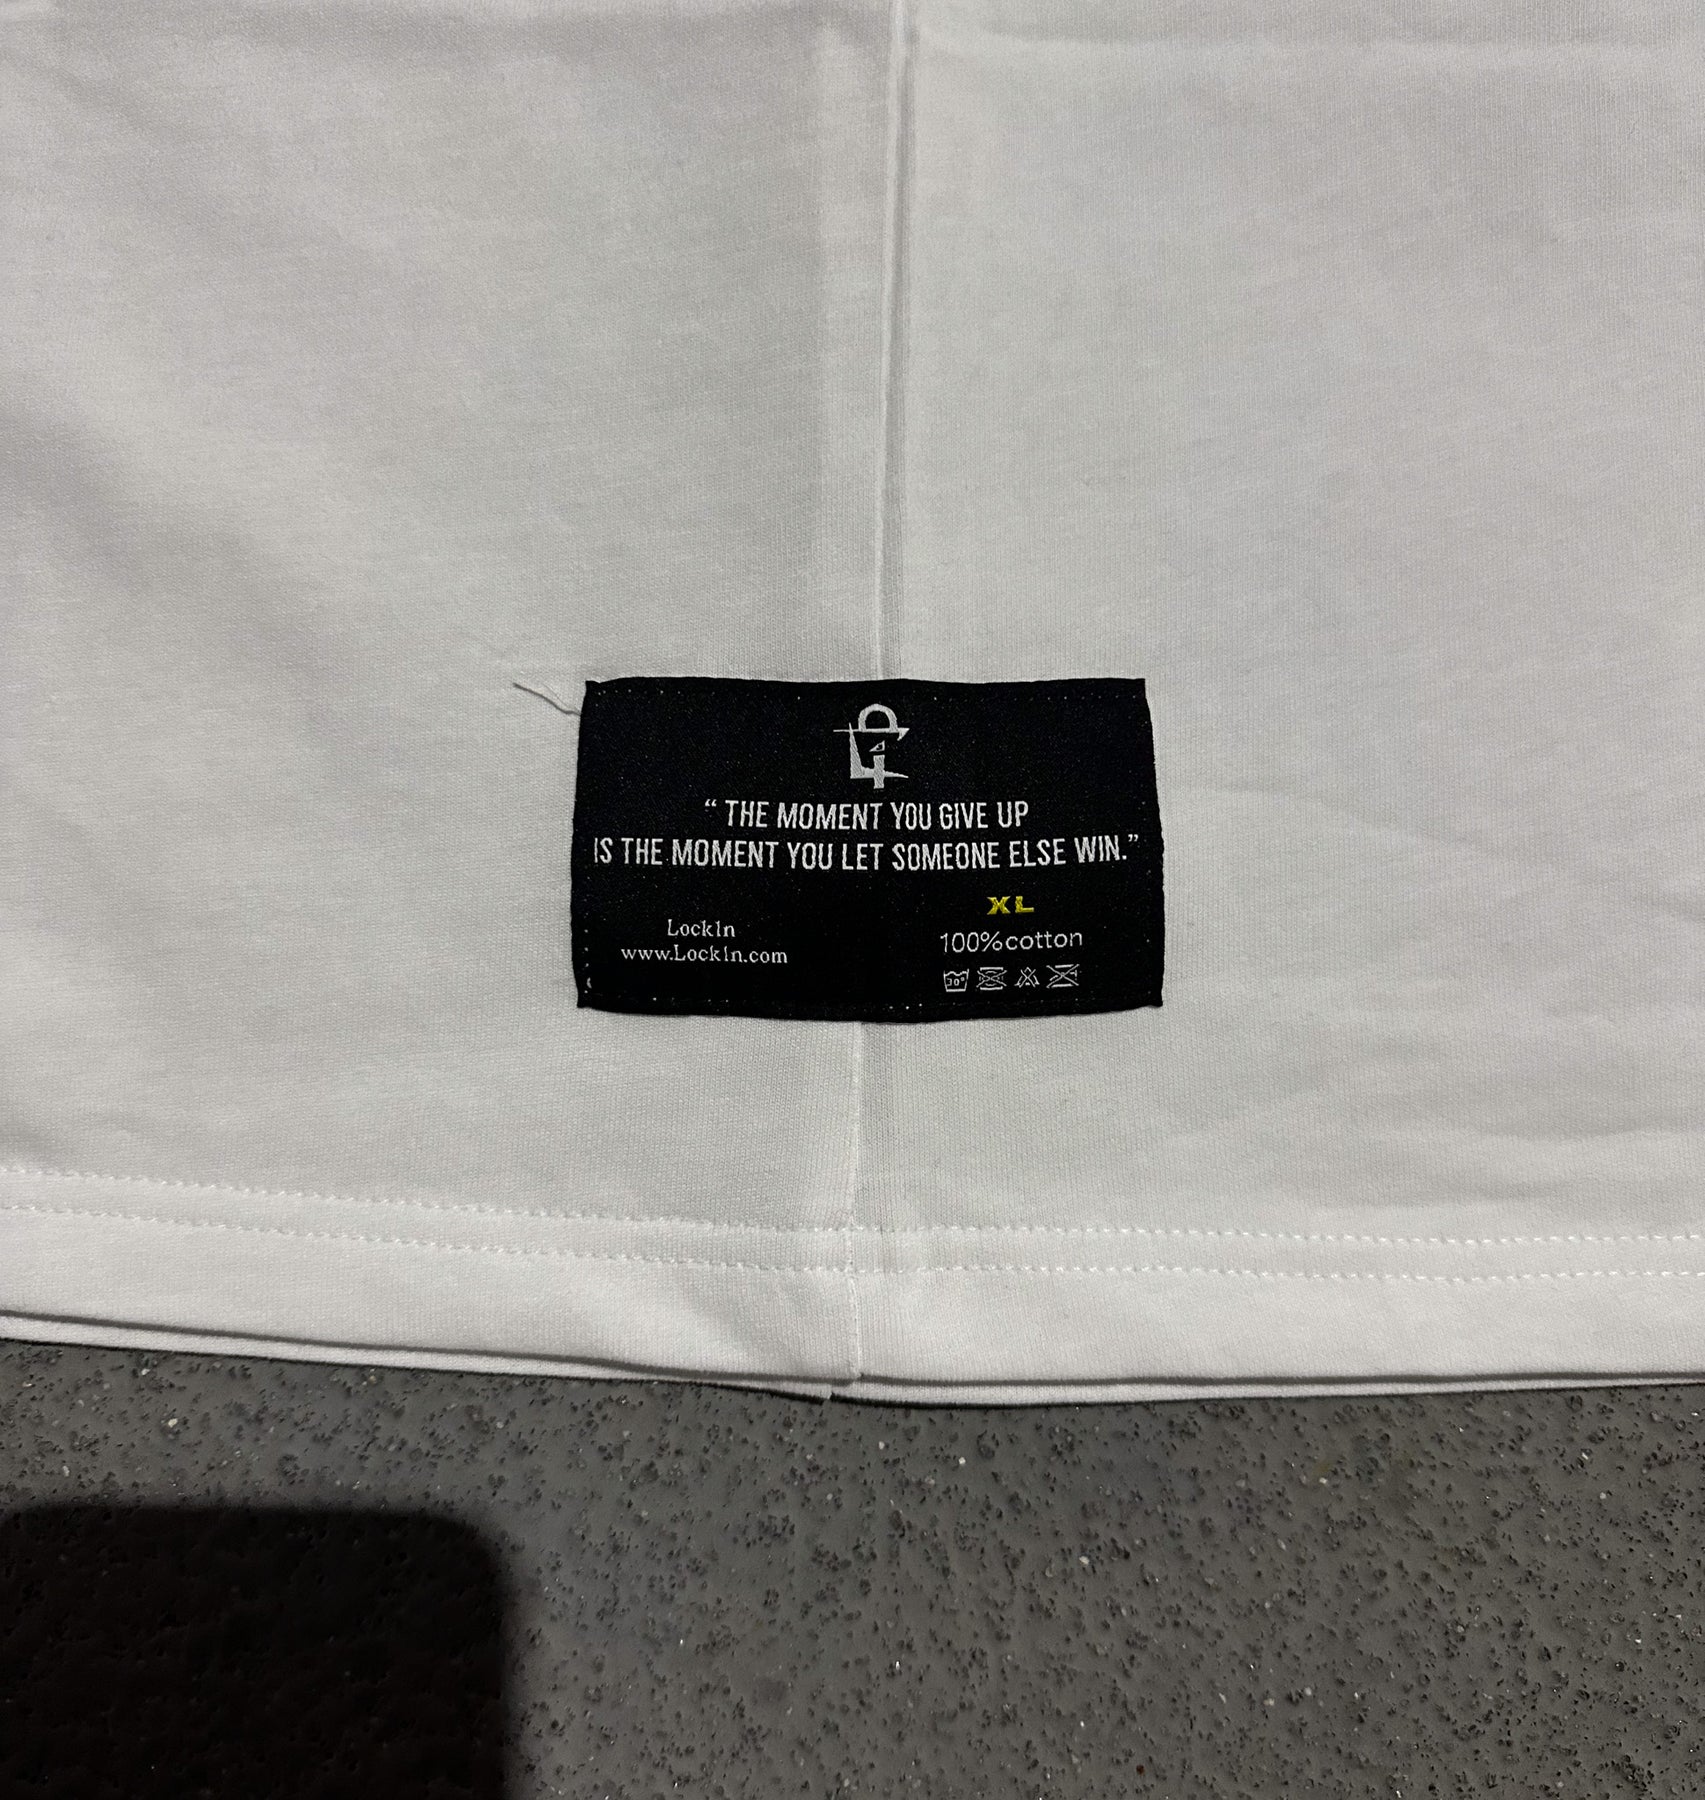 “ THE MOMENT YOU GIVE UP
IS THE MOMENT YOU LET SOMEONE ELSE WIN.”
XL
LockIn
www.LockIn.com
100%cotton
30°